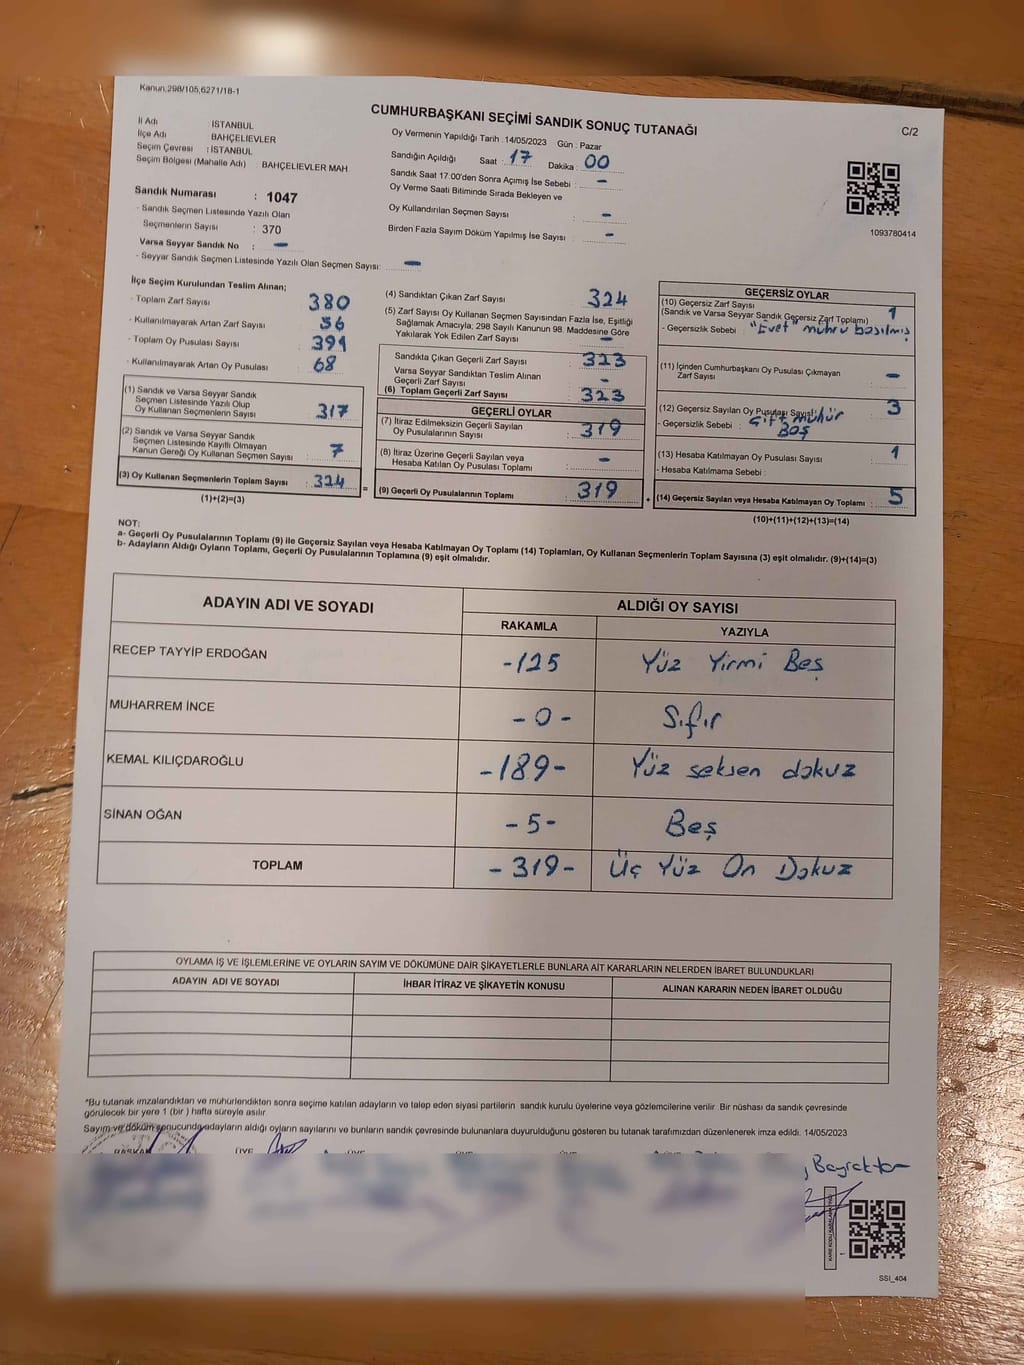 Kanun,298/105,6271/18-1
CUMHURBAŞKANI SEÇİMİ SANDIK SONUÇ TUTANAĞI
C/2
İl Adı İSTANBUL
İlçe Adı BAHÇELİEVLER
Seçim Çevresi : İSTANBUL
Seçim Bölgesi (Mahalle Adı) BAHÇELİEVLER MAH
Sandık Numarası : 1047
- Sandık Seçmen Listesinde Yazılı Olan
Seçmenlerin Sayısı : 370
Varsa Seyyar Sandık No : -
- Seyyar Sandık Seçmen Listesinde Yazılı Olan Seçmen Sayısı: -
Oy Vermenin Yapıldığı Tarih : 14/05/2023 Gün : Pazar
Sandığın Açıldığı Saat : 17 Dakika : 00
Sandık Saat 17:00'den Sonra Açımış İse Sebebi : -
Oy Verme Saati Bitiminde Sırada Bekleyen ve
Oy Kullandırılan Seçmen Sayısı : -
Birden Fazla Sayım Döküm Yapılmış İse Sayısı : -
1093780414
İlçe Seçim Kurulundan Teslim Alınan;
- Toplam Zarf Sayısı 380
- Kullanılmayarak Artan Zarf Sayısı 56
- Toplam Oy Pusulası Sayısı 391
- Kullanılmayarak Artan Oy Pusulası 68
(1) Sandık ve Varsa Seyyar Sandık
Seçmen Listesinde Yazılı Olup
Oy Kullanan Seçmenlerin Sayısı : 317
(2) Sandık ve Varsa Seyyar Sandık
Seçmen Listesinde Kayıtlı Olmayan
Kanun Gereği Oy Kullanan Seçmen Sayısı : 7
(3) Oy Kullanan Seçmenlerin Toplam Sayısı : 324
(1)+(2)=(3)
(4) Sandıktan Çıkan Zarf Sayısı : 324
(5) Zarf Sayısı Oy Kullanan Seçmen Sayısından Fazla İse, Eşitliği
Sağlamak Amacıyla; 298 Sayılı Kanunun 98. Maddesine Göre
Yakılarak Yok Edilen Zarf Sayısı : -
Sandıkta Çıkan Geçerli Zarf Sayısı : 323
Varsa Seyyar Sandıktan Teslim Alınan
Geçerli Zarf Sayısı : -
(6) Toplam Geçerli Zarf Sayısı : 323
GEÇERLİ OYLAR
(7) İtiraz Edilmeksizin Geçerli Sayılan
Oy Pusulalarının Sayısı : 319
(8) İtiraz Üzerine Geçerli Sayılan veya
Hesaba Katılan Oy Pusulası Toplamı : -
= (9) Geçerli Oy Pusulalarının Toplamı : 319
GEÇERSİZ OYLAR
(10) Geçersiz Zarf Sayısı
(Sandık ve Varsa Seyyar Sandık Geçersiz Zarf Toplamı) : 1
- Geçersizlik Sebebi : "Evet" mührü basılmış
(11) İçinden Cumhurbaşkanı Oy Pusulası Çıkmayan
Zarf Sayısı : -
(12) Geçersiz Sayılan Oy Pusulası Sayısı : 3
- Geçersizlik Sebebi : Çift mühür
Boş
(13) Hesaba Katılmayan Oy Pusulası Sayısı : 1
- Hesaba Katılmama Sebebi :
+ (14) Geçersiz Sayılan veya Hesaba Katılmayan Oy Toplamı : 5
(10)+(11)+(12)+(13)=(14)
NOT:
a- Geçerli Oy Pusulalarının Toplamı (9) ile Geçersiz Sayılan veya Hesaba Katılmayan Oy Toplamı (14) Toplamları, Oy Kullanan Seçmenlerin Toplam Sayısına (3) eşit olmalıdır. (9)+(14)=(3)
b- Adayların Aldığı Oyların Toplamı, Geçerli Oy Pusulalarının Toplamına (9) eşit olmalıdır.
ADAYIN ADI VE SOYADI ALDIĞI OY SAYISI
RAKAMLA YAZIYLA
RECEP TAYYİP ERDOĞAN -125 Yüz Yirmi Beş
MUHARREM İNCE -0- Sıfır
KEMAL KILIÇDAROĞLU -189- Yüz seksen dokuz
SİNAN OĞAN -5- Beş
TOPLAM -319- Üç Yüz On Dokuz
OYLAMA İŞ VE İŞLEMLERİNE VE OYLARIN SAYIM VE DÖKÜMÜNE DAİR ŞİKAYETLERLE BUNLARA AİT KARARLARIN NELERDEN İBARET BULUNDUKLARI
ADAYIN ADI VE SOYADI İHBAR İTİRAZ VE ŞİKAYETİN KONUSU ALINAN KARARIN NEDEN İBARET OLDUĞU
*Bu tutanak imzalandıktan ve mühürlendikten sonra seçime katılan adayların ve talep eden siyasi partilerin sandık kurulu üyelerine veya gözlemcilerine verilir. Bir nüshası da sandık çevresinde
görülecek bir yere 1 (bir) hafta süreyle asılır.
Sayım ve döküm sonucunda adayların aldığı oyların sayılarını ve bunların sandık çevresinde bulunanlara duyurulduğunu gösteren bu tutanak tarafımızdan düzenlenerek imza edildi. 14/05/2023
BAŞKAN ÜYE
Bayraktar
SSI_404